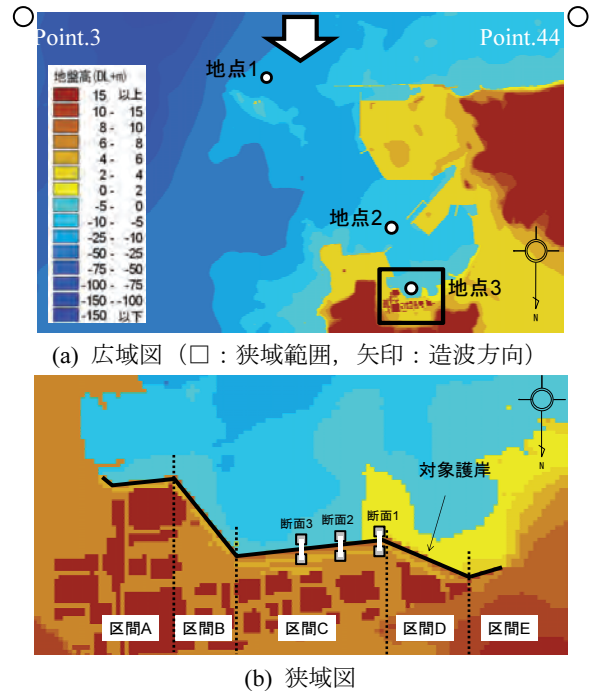 Point.3
Point.44
地点1
地盤高(DL+m)
15 以上
10 - 15
8 - 10
6 - 8
4 - 6
2 - 4
0 - 2
-5 - 0
-10 - -5
-25 - -10
-50 - -25
-75 - -50
-100 - -75
-150 - -100
-150 以下
地点2
地点3
N
(a) 広域図(□:狭域範囲,矢印:造波方向)
N
対象護岸
断面3
断面2
断面1
区間A
区間B
区間C
区間D
区間E
(b) 狭域図